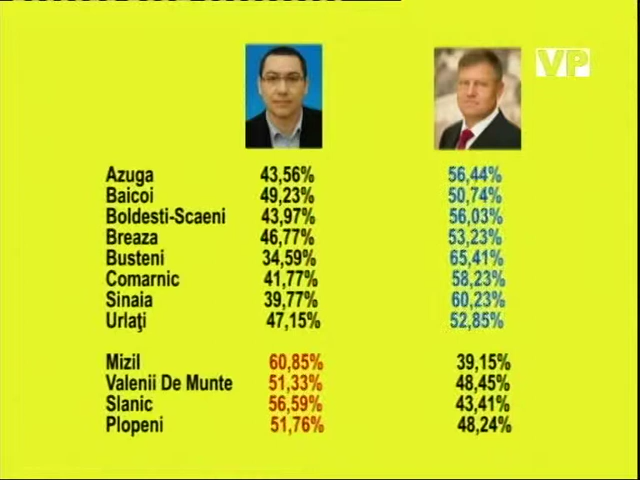 VP
Azuga 43,56% 56,44%
Baicoi 49,23% 50,74%
Boldesti-Scaeni 43,97% 56,03%
Breaza 46,77% 53,23%
Busteni 34,59% 65,41%
Comarnic 41,77% 58,23%
Sinaia 39,77% 60,23%
Urlaţi 47,15% 52,85%
Mizil 60,85% 39,15%
Valenii De Munte 51,33% 48,45%
Slanic 56,59% 43,41%
Plopeni 51,76% 48,24%